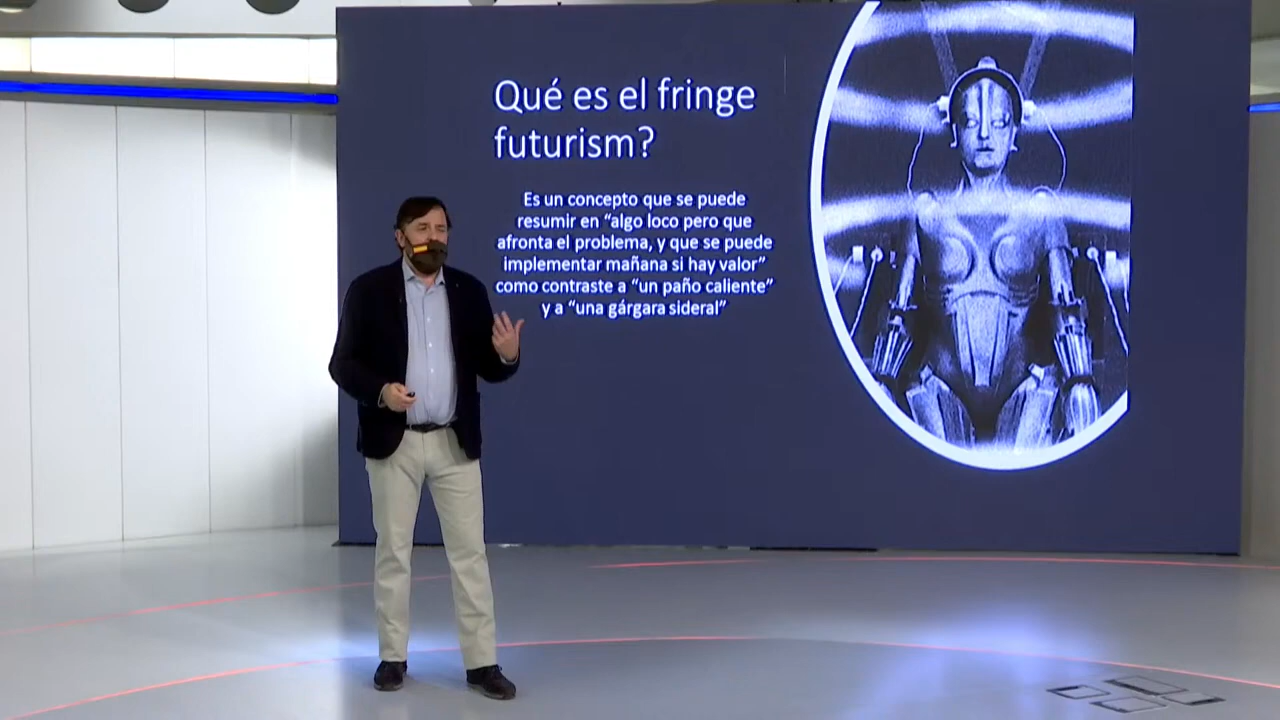 Qué es el fringe
futurism?
Es un concepto que se puede
resumir en “algo loco pero que
afronta el problema, y que se puede
implementar mañana si hay valor”
como contraste a “un paño caliente”
y a “una gárgara sideral”